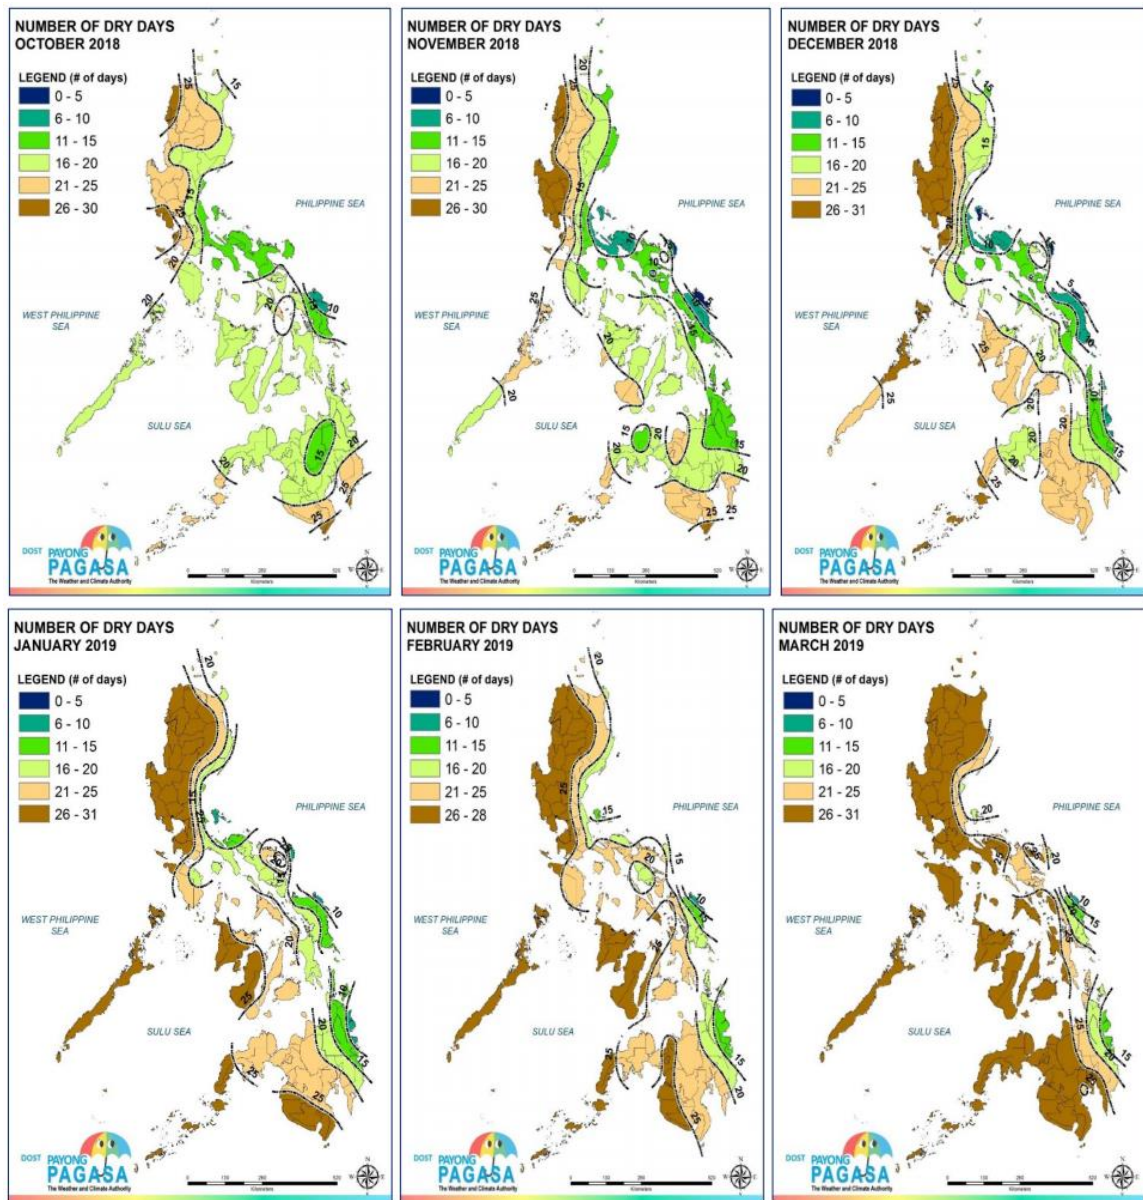 NUMBER OF DRY DAYS
OCTOBER 2018
LEGEND (# of days)
0 - 5
6 - 10
11 - 15
16 - 20
21 - 25
26 - 30
PHILIPPINE SEA
WEST PHILIPPINE
SEA
SULU SEA
DOST PAYONG
PAGASA
The Weather and Climate Authority
Kilometers
NUMBER OF DRY DAYS
NOVEMBER 2018
LEGEND (# of days)
0 - 5
6 - 10
11 - 15
16 - 20
21 - 25
26 - 30
PHILIPPINE SEA
WEST PHILIPPINE
SEA
SULU SEA
DOST PAYONG
PAGASA
The Weather and Climate Authority
Kilometers
NUMBER OF DRY DAYS
DECEMBER 2018
LEGEND (# of days)
0 - 5
6 - 10
11 - 15
16 - 20
21 - 25
26 - 31
PHILIPPINE SEA
WEST PHILIPPINE
SEA
SULU SEA
DOST PAYONG
PAGASA
The Weather and Climate Authority
Kilometers
NUMBER OF DRY DAYS
JANUARY 2019
LEGEND (# of days)
0 - 5
6 - 10
11 - 15
16 - 20
21 - 25
26 - 31
PHILIPPINE SEA
WEST PHILIPPINE
SEA
SULU SEA
DOST PAYONG
PAGASA
The Weather and Climate Authority
Kilometers
NUMBER OF DRY DAYS
FEBRUARY 2019
LEGEND (# of days)
0 - 5
6 - 10
11 - 15
16 - 20
21 - 25
26 - 28
PHILIPPINE SEA
WEST PHILIPPINE
SEA
SULU SEA
DOST PAYONG
PAGASA
The Weather and Climate Authority
Kilometers
NUMBER OF DRY DAYS
MARCH 2019
LEGEND (# of days)
0 - 5
6 - 10
11 - 15
16 - 20
21 - 25
26 - 31
PHILIPPINE SEA
WEST PHILIPPINE
SEA
SULU SEA
DOST PAYONG
PAGASA
The Weather and Climate Authority
Kilometers